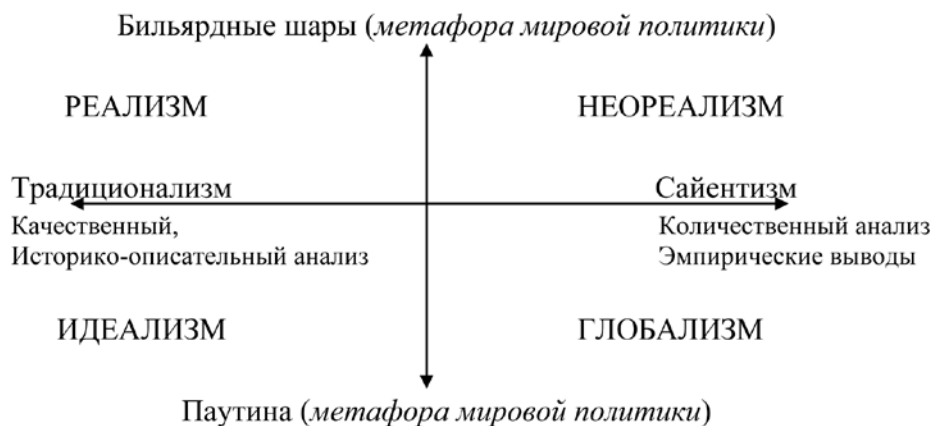 Бильярдные шары (метафора мировой политики)
РЕАЛИЗМ
НЕОРЕАЛИЗМ
Традиционализм
Сайентизм
Качественный,
Историко-описательный анализ
Количественный анализ
Эмпирические выводы
ИДЕАЛИЗМ
ГЛОБАЛИЗМ
Паутина (метафора мировой политики)